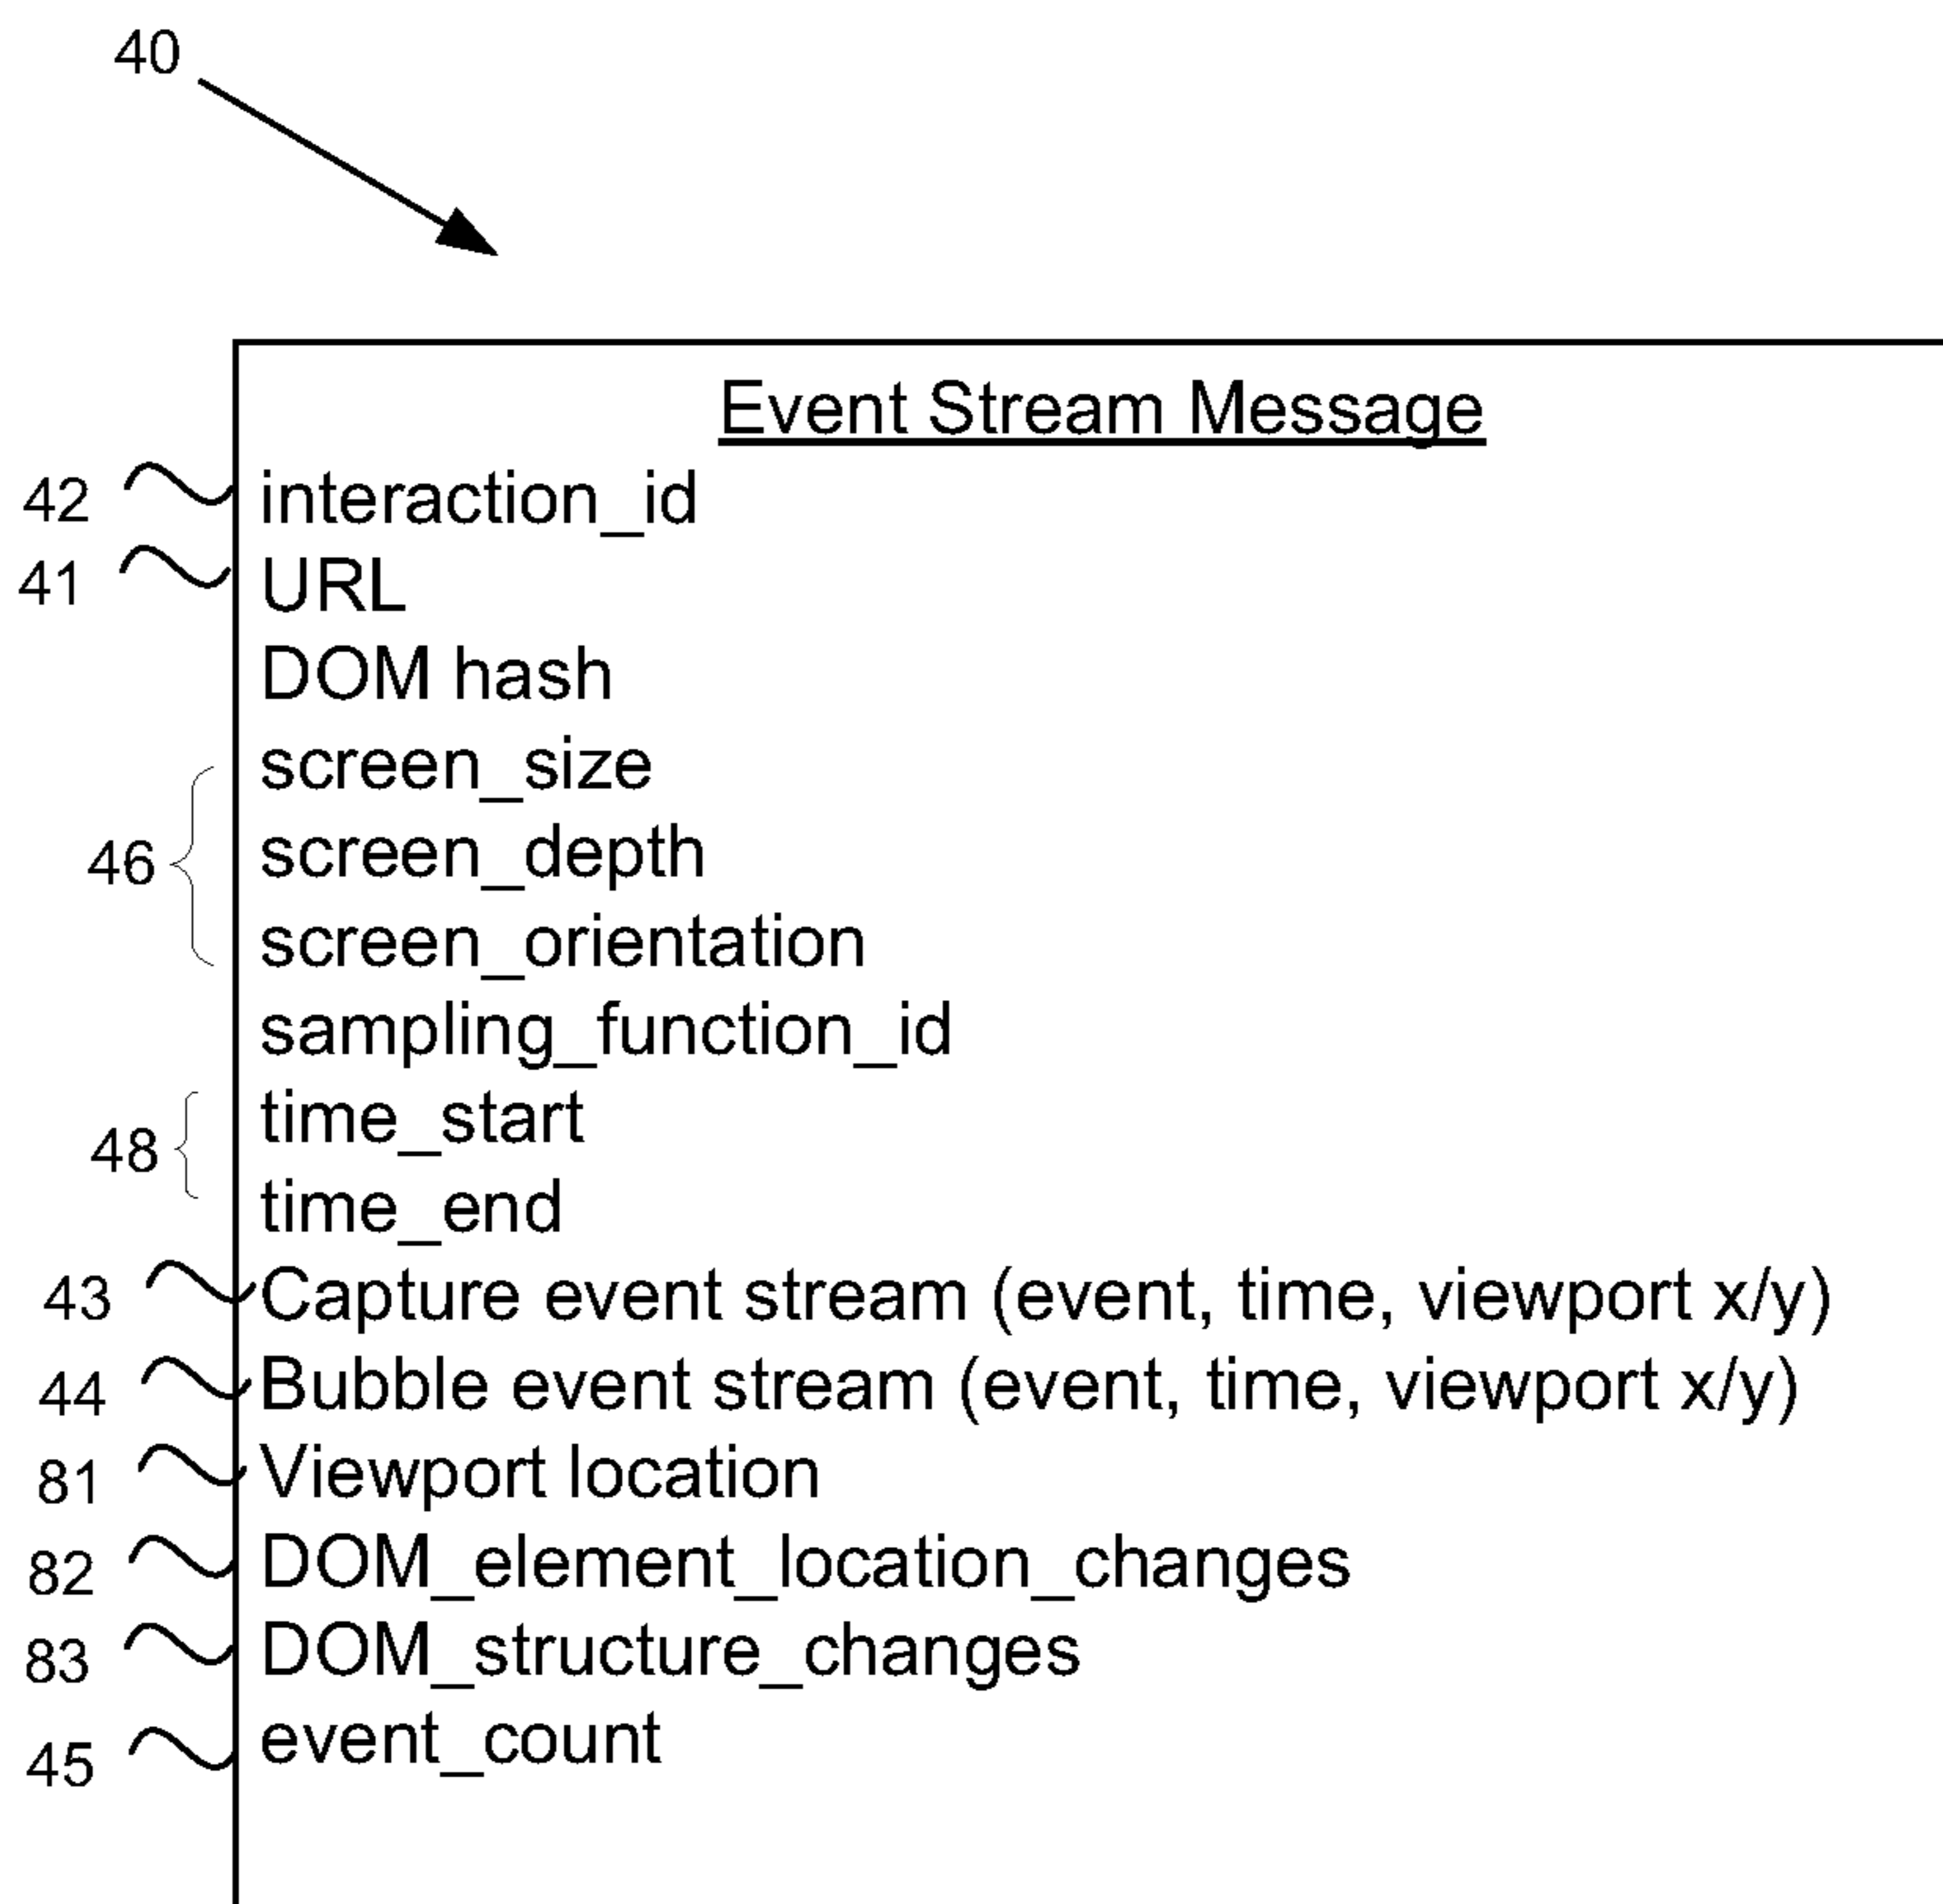 40
Event Stream Message
42 interaction_id
41 URL
DOM hash
screen_size
46 screen_depth
screen_orientation
sampling_function_id
48 time_start
time_end
43 Capture event stream (event, time, viewport x/y)
44 Bubble event stream (event, time, viewport x/y)
81 Viewport location
82 DOM_element_location_changes
83 DOM_structure_changes
45 event_count